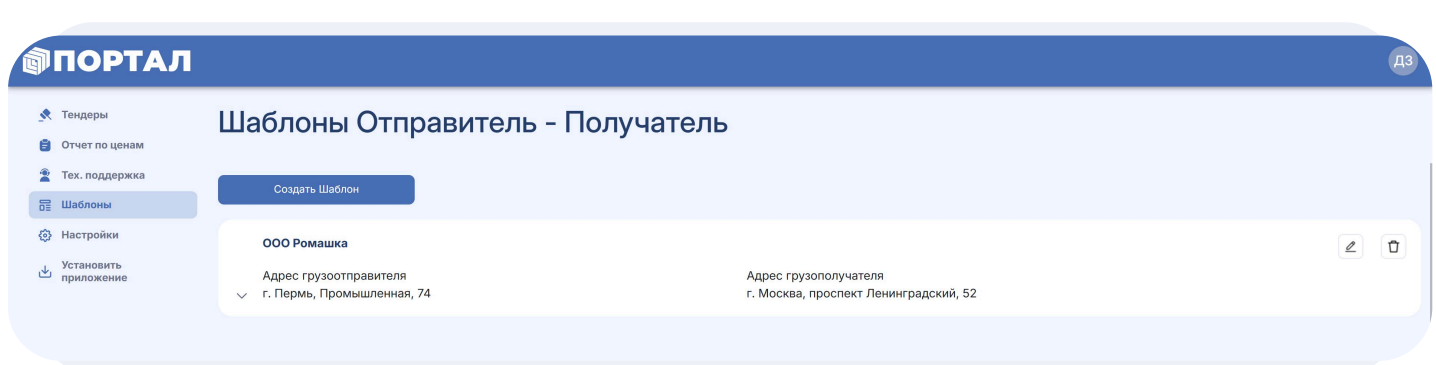 ПОРТАЛ
ДЗ
Тендеры
Отчет по ценам
Тех. поддержка
Шаблоны
Настройки
Установить
приложение
Шаблоны Отправитель - Получатель
Создать Шаблон
ООО Ромашка
Адрес грузоотправителя
г. Пермь, Промышленная, 74
Адрес грузополучателя
г. Москва, проспект Ленинградский, 52